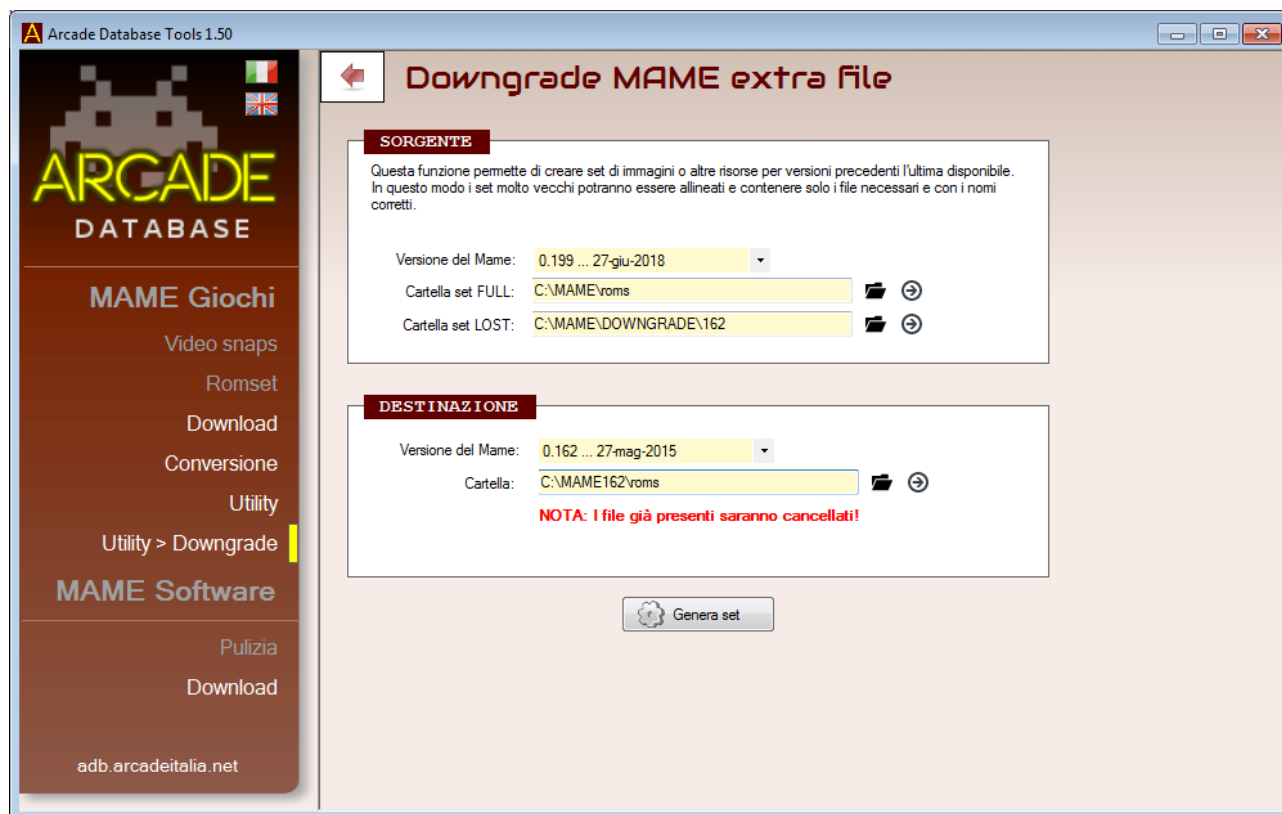 Arcade Database Tools 1.50
ARCADE
DATABASE
MAME Giochi
Video snaps
Romset
Download
Conversione
Utility
Utility > Downgrade
MAME Software
Pulizia
Download
adb.arcadeitalia.net
Downgrade MAME extra file
SORGENTE
Questa funzione permette di creare set di immagini o altre risorse per versioni precedenti l'ultima disponibile.
In questo modo i set molto vecchi potranno essere allineati e contenere solo i file necessari e con i nomi
corretti.
Versione del Mame: 0.199 ... 27-giu-2018
Cartella set FULL: C:\MAME\roms
Cartella set LOST: C:\MAME\DOWNGRADE\162
DESTINAZIONE
Versione del Mame: 0.162 ... 27-mag-2015
Cartella: C:\MAME162\roms
NOTA: I file già presenti saranno cancellati!
Genera set